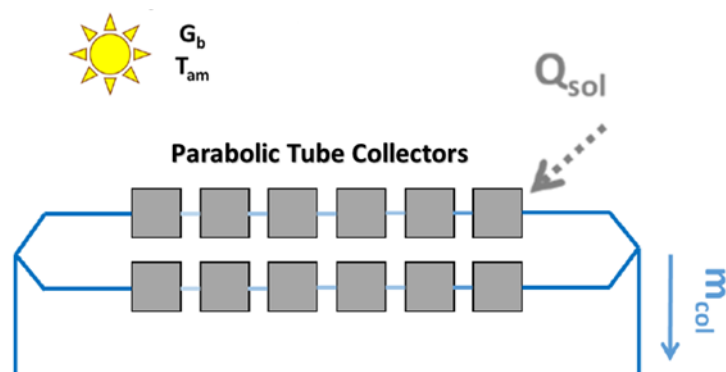 G_b
T_am
Q_sol
Parabolic Tube Collectors
m_col